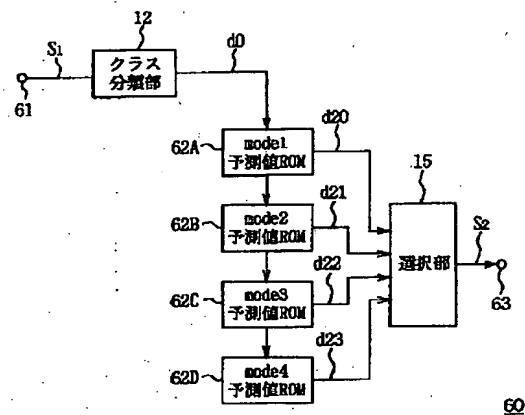 12
S1
クラス
分類部
d0
61
62A
mode1
予測値ROM
d20
62B
mode2
予測値ROM
d21
15
選択部
S2
63
62C
mode3
予測値ROM
d22
62D
mode4
予測値ROM
d23
60